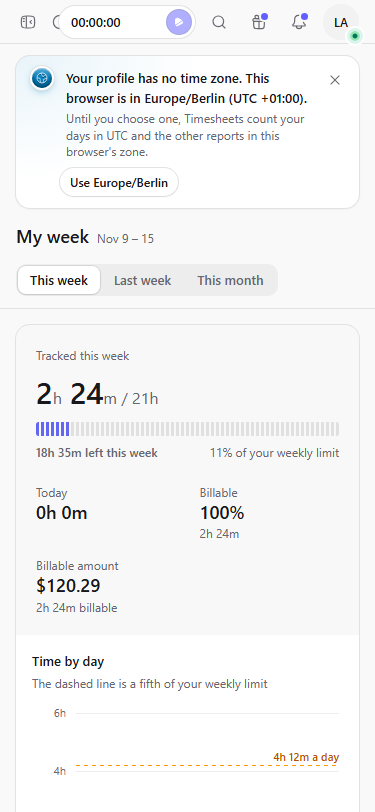 00:00:00
LA
Your profile has no time zone. This
browser is in Europe/Berlin (UTC +01:00).
Until you choose one, Timesheets count your
days in UTC and the other reports in this
browser's zone.
Use Europe/Berlin
My week Nov 9 – 15
This week Last week This month
Tracked this week
2h 24m / 21h
18h 35m left this week 11% of your weekly limit
Today Billable
0h 0m 100%
2h 24m
Billable amount
$120.29
2h 24m billable
Time by day
The dashed line is a fifth of your weekly limit
6h
4h 12m a day
4h